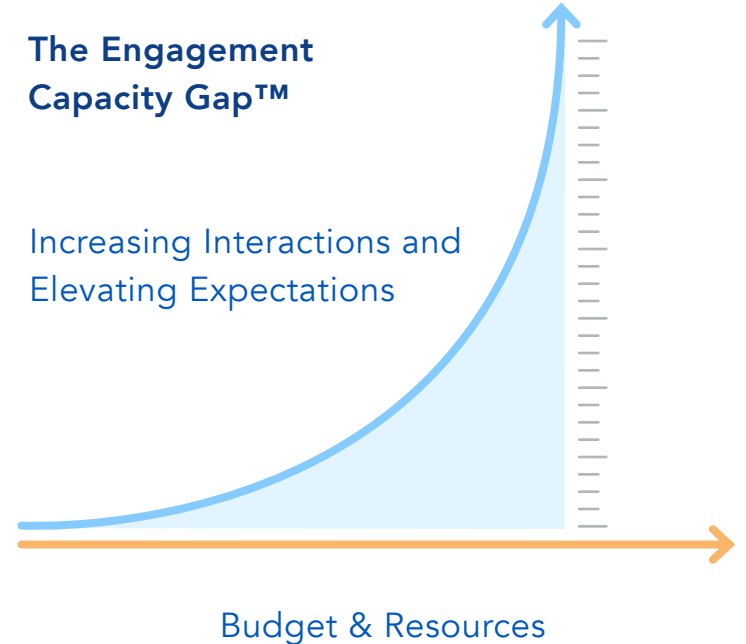 The Engagement
Capacity Gap™
Increasing Interactions and
Elevating Expectations
Budget & Resources